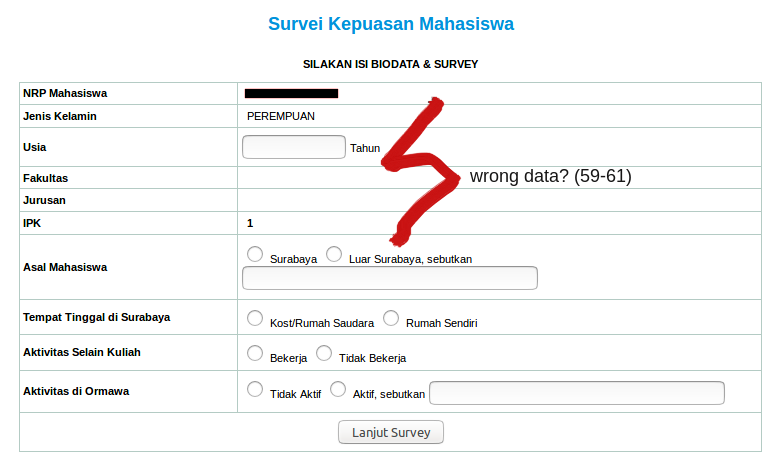 Survei Kepuasan Mahasiswa
SILAKAN ISI BIODATA & SURVEY
NRP Mahasiswa
Jenis Kelamin PEREMPUAN
Usia Tahun
Fakultas
wrong data? (59-61)
Jurusan
IPK 1
Asal Mahasiswa Surabaya Luar Surabaya, sebutkan
Tempat Tinggal di Surabaya Kost/Rumah Saudara Rumah Sendiri
Aktivitas Selain Kuliah Bekerja Tidak Bekerja
Aktivitas di Ormawa Tidak Aktif Aktif, sebutkan
Lanjut Survey